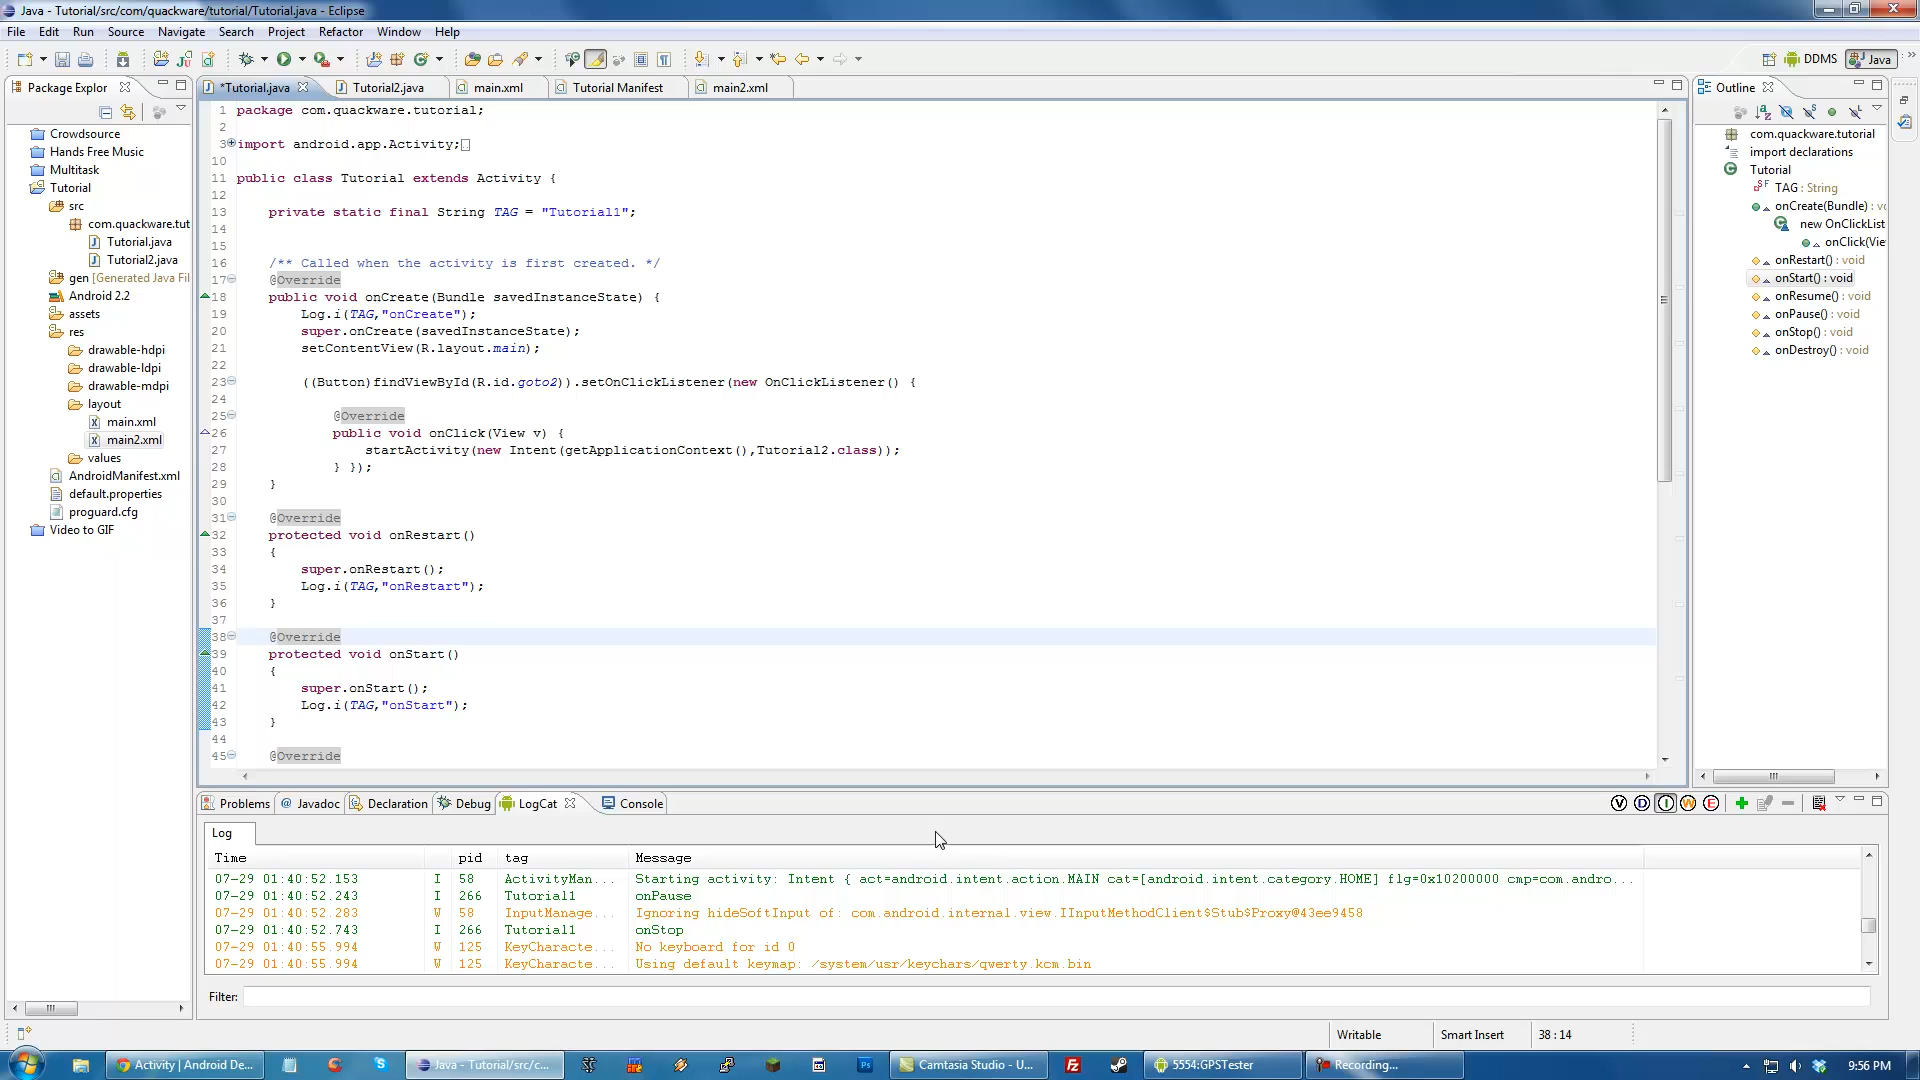 Java - Tutorial/src/com/quackware/tutorial/Tutorial.java - Eclipse
File Edit Run Source Navigate Search Project Refactor Window Help
DDMS Java
Package Explor
*Tutorial.java Tutorial2.java main.xml Tutorial Manifest main2.xml
Outline
Crowdsource
Hands Free Music
Multitask
Tutorial
src
com.quackware.tut
Tutorial.java
Tutorial2.java
gen [Generated Java Fil
Android 2.2
assets
res
drawable-hdpi
drawable-ldpi
drawable-mdpi
layout
main.xml
main2.xml
values
AndroidManifest.xml
default.properties
proguard.cfg
Video to GIF
1 package com.quackware.tutorial;
2
3 import android.app.Activity;
10
11 public class Tutorial extends Activity {
12
13 private static final String TAG = "Tutorial1";
14
15
16 /** Called when the activity is first created. */
17 @Override
18 public void onCreate(Bundle savedInstanceState) {
19 Log.i(TAG,"onCreate");
20 super.onCreate(savedInstanceState);
21 setContentView(R.layout.main);
22
23 ((Button)findViewById(R.id.goto2)).setOnClickListener(new OnClickListener() {
24
25 @Override
26 public void onClick(View v) {
27 startActivity(new Intent(getApplicationContext(),Tutorial2.class));
28 } });
29 }
30
31 @Override
32 protected void onRestart()
33 {
34 super.onRestart();
35 Log.i(TAG,"onRestart");
36 }
37
38 @Override
39 protected void onStart()
40 {
41 super.onStart();
42 Log.i(TAG,"onStart");
43 }
44
45 @Override
com.quackware.tutorial
import declarations
Tutorial
TAG : String
onCreate(Bundle) : vo
new OnClickList
onClick(Vie
onRestart() : void
onStart() : void
onResume() : void
onPause() : void
onStop() : void
onDestroy() : void
Problems @ Javadoc Declaration Debug LogCat Console
V D I W E
Log
Time pid tag Message
07-29 01:40:52.153 I 58 ActivityMan... Starting activity: Intent { act=android.intent.action.MAIN cat=[android.intent.category.HOME] flg=0x10200000 cmp=com.andro...
07-29 01:40:52.243 I 266 Tutorial1 onPause
07-29 01:40:52.283 W 58 InputManage... Ignoring hideSoftInput of: com.android.internal.view.IInputMethodClient$Stub$Proxy@43ee9458
07-29 01:40:52.743 I 266 Tutorial1 onStop
07-29 01:40:55.994 W 125 KeyCharacte... No keyboard for id 0
07-29 01:40:55.994 W 125 KeyCharacte... Using default keymap: /system/usr/keychars/qwerty.kcm.bin
Filter:
Writable Smart Insert 38 : 14
Activity | Android De... Java - Tutorial/src/c... Camtasia Studio - U... 5554:GPSTester Recording... 9:56 PM